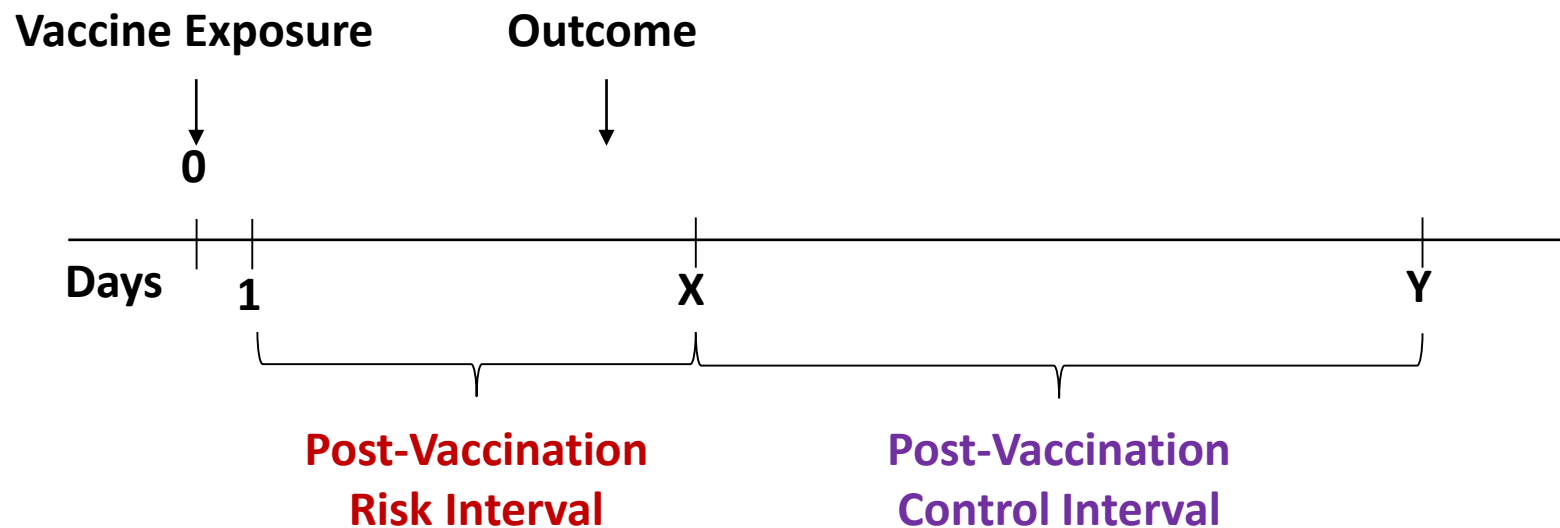 Vaccine Exposure
Outcome
0
Days
1
X
Y
Post-Vaccination
Risk Interval
Post-Vaccination
Control Interval